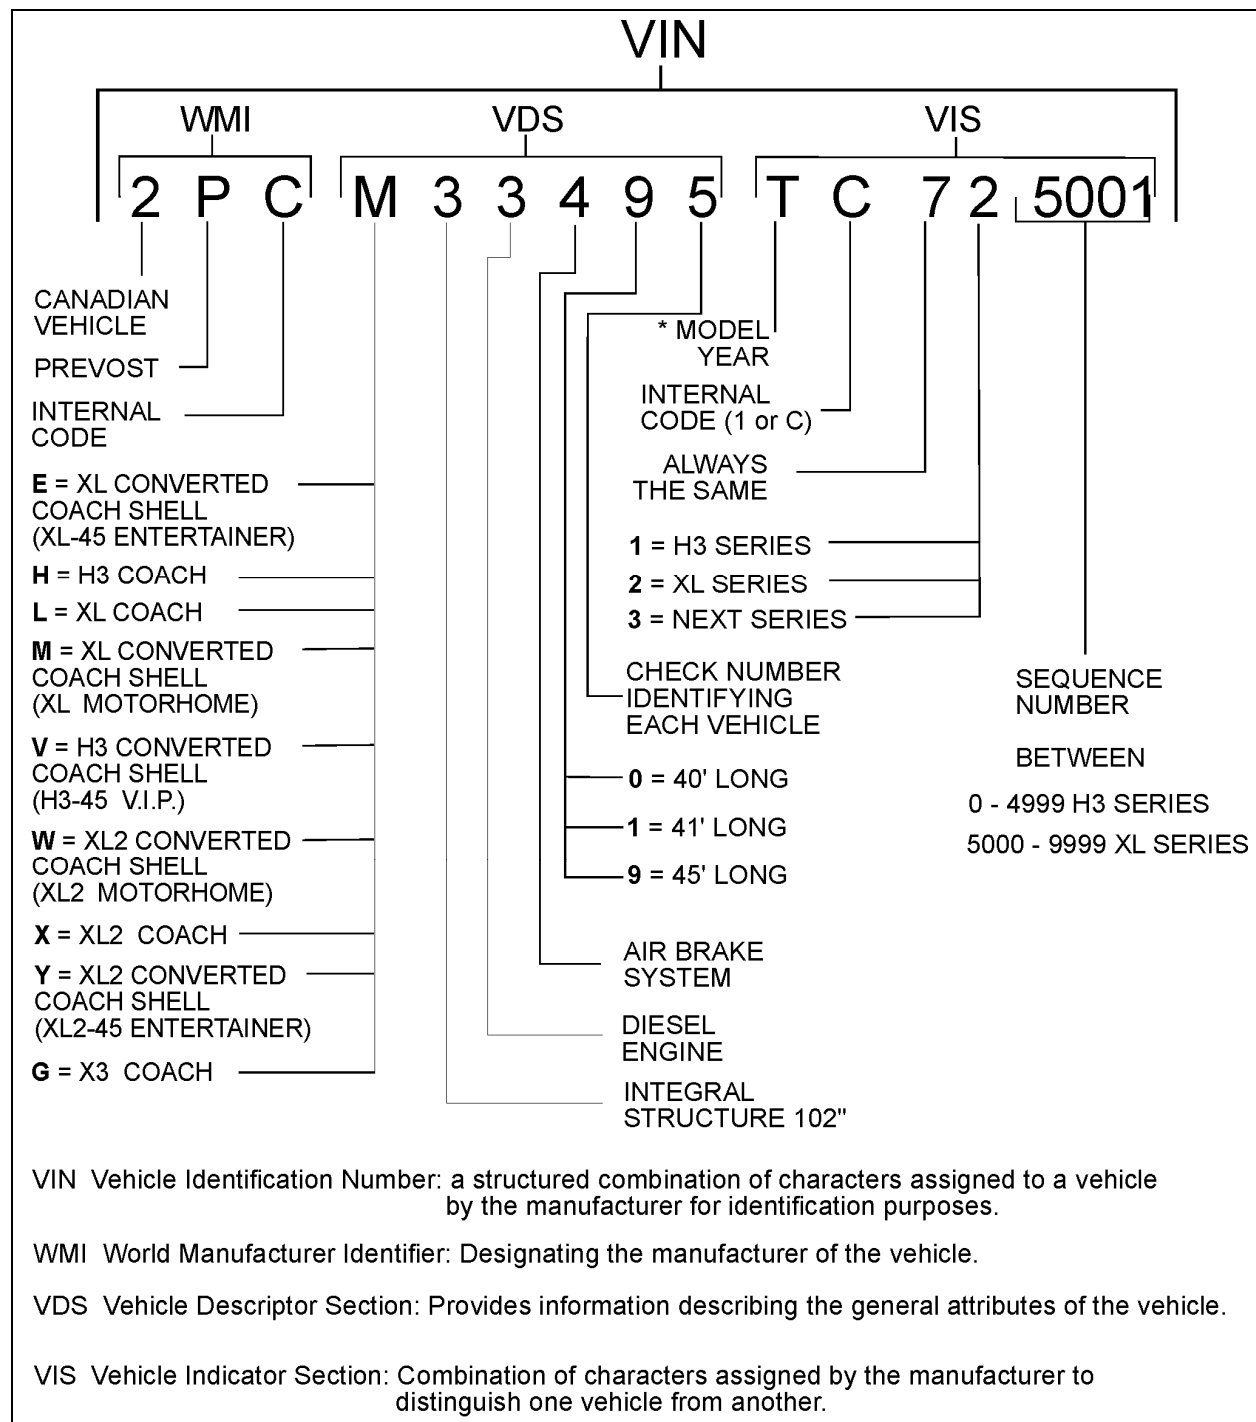 VIN
WMI VDS VIS
2 P C M 3 3 4 9 5 T C 7 2 5001
CANADIAN
VEHICLE
PREVOST
INTERNAL
CODE
E = XL CONVERTED
COACH SHELL
(XL-45 ENTERTAINER)
H = H3 COACH
L = XL COACH
M = XL CONVERTED
COACH SHELL
(XL MOTORHOME)
V = H3 CONVERTED
COACH SHELL
(H3-45 V.I.P.)
W = XL2 CONVERTED
COACH SHELL
(XL2 MOTORHOME)
X = XL2 COACH
Y = XL2 CONVERTED
COACH SHELL
(XL2-45 ENTERTAINER)
G = X3 COACH
* MODEL
YEAR
INTERNAL
CODE (1 or C)
ALWAYS
THE SAME
1 = H3 SERIES
2 = XL SERIES
3 = NEXT SERIES
CHECK NUMBER
IDENTIFYING
EACH VEHICLE
0 = 40' LONG
1 = 41' LONG
9 = 45' LONG
AIR BRAKE
SYSTEM
DIESEL
ENGINE
INTEGRAL
STRUCTURE 102"
SEQUENCE
NUMBER
BETWEEN
0 - 4999 H3 SERIES
5000 - 9999 XL SERIES
VIN Vehicle Identification Number: a structured combination of characters assigned to a vehicle
by the manufacturer for identification purposes.
WMI World Manufacturer Identifier: Designating the manufacturer of the vehicle.
VDS Vehicle Descriptor Section: Provides information describing the general attributes of the vehicle.
VIS Vehicle Indicator Section: Combination of characters assigned by the manufacturer to
distinguish one vehicle from another.